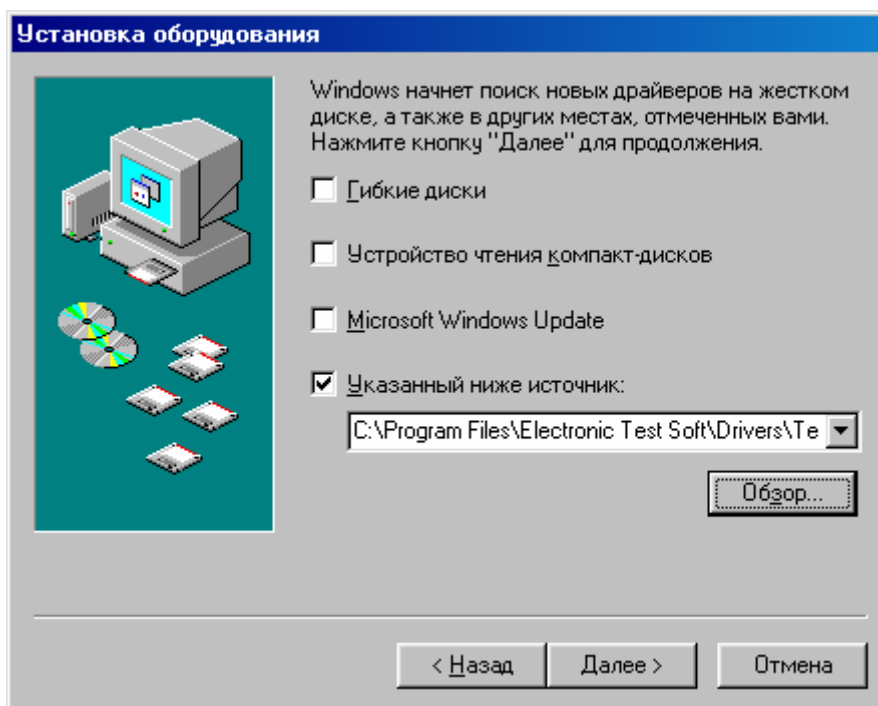 Установка оборудования
Windows начнет поиск новых драйверов на жестком
диске, а также в других местах, отмеченных вами.
Нажмите кнопку "Далее" для продолжения.
Гибкие диски
Устройство чтения компакт-дисков
Microsoft Windows Update
Указанный ниже источник:
C:\Program Files\Electronic Test Soft\Drivers\Te
Обзор...
< Назад
Далее >
Отмена